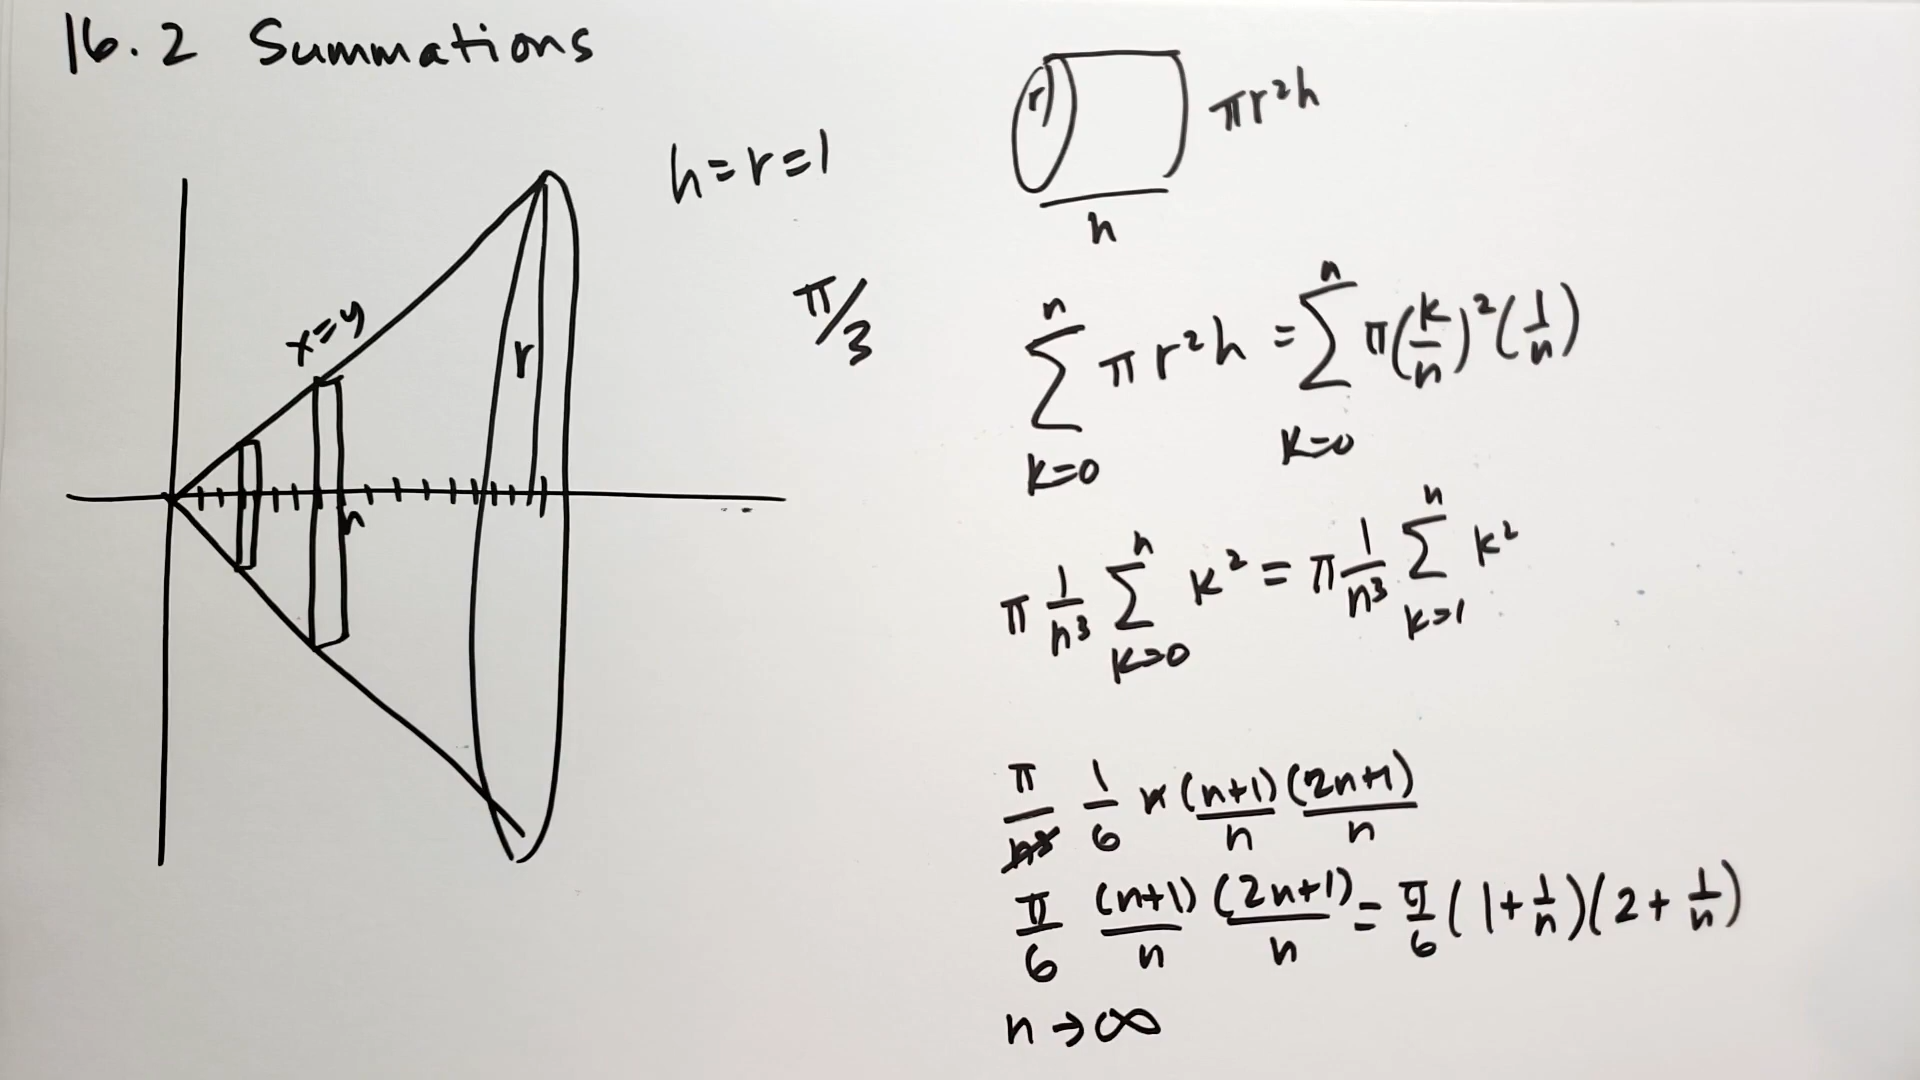 16.2 Summations
h=r=1
π/3
x=y
r
h
r
πr²h
h
n
∑ πr²h = ∑ π(k/n)²(1/n)
k=0 k=0
π 1/n³ ∑ k² = π 1/n³ ∑ k²
k=0 k=1
π/n³ 1/6 n (n+1)/n (2n+1)/n
π/6 (n+1)/n (2n+1)/n = π/6 (1+1/n)(2+1/n)
n→∞